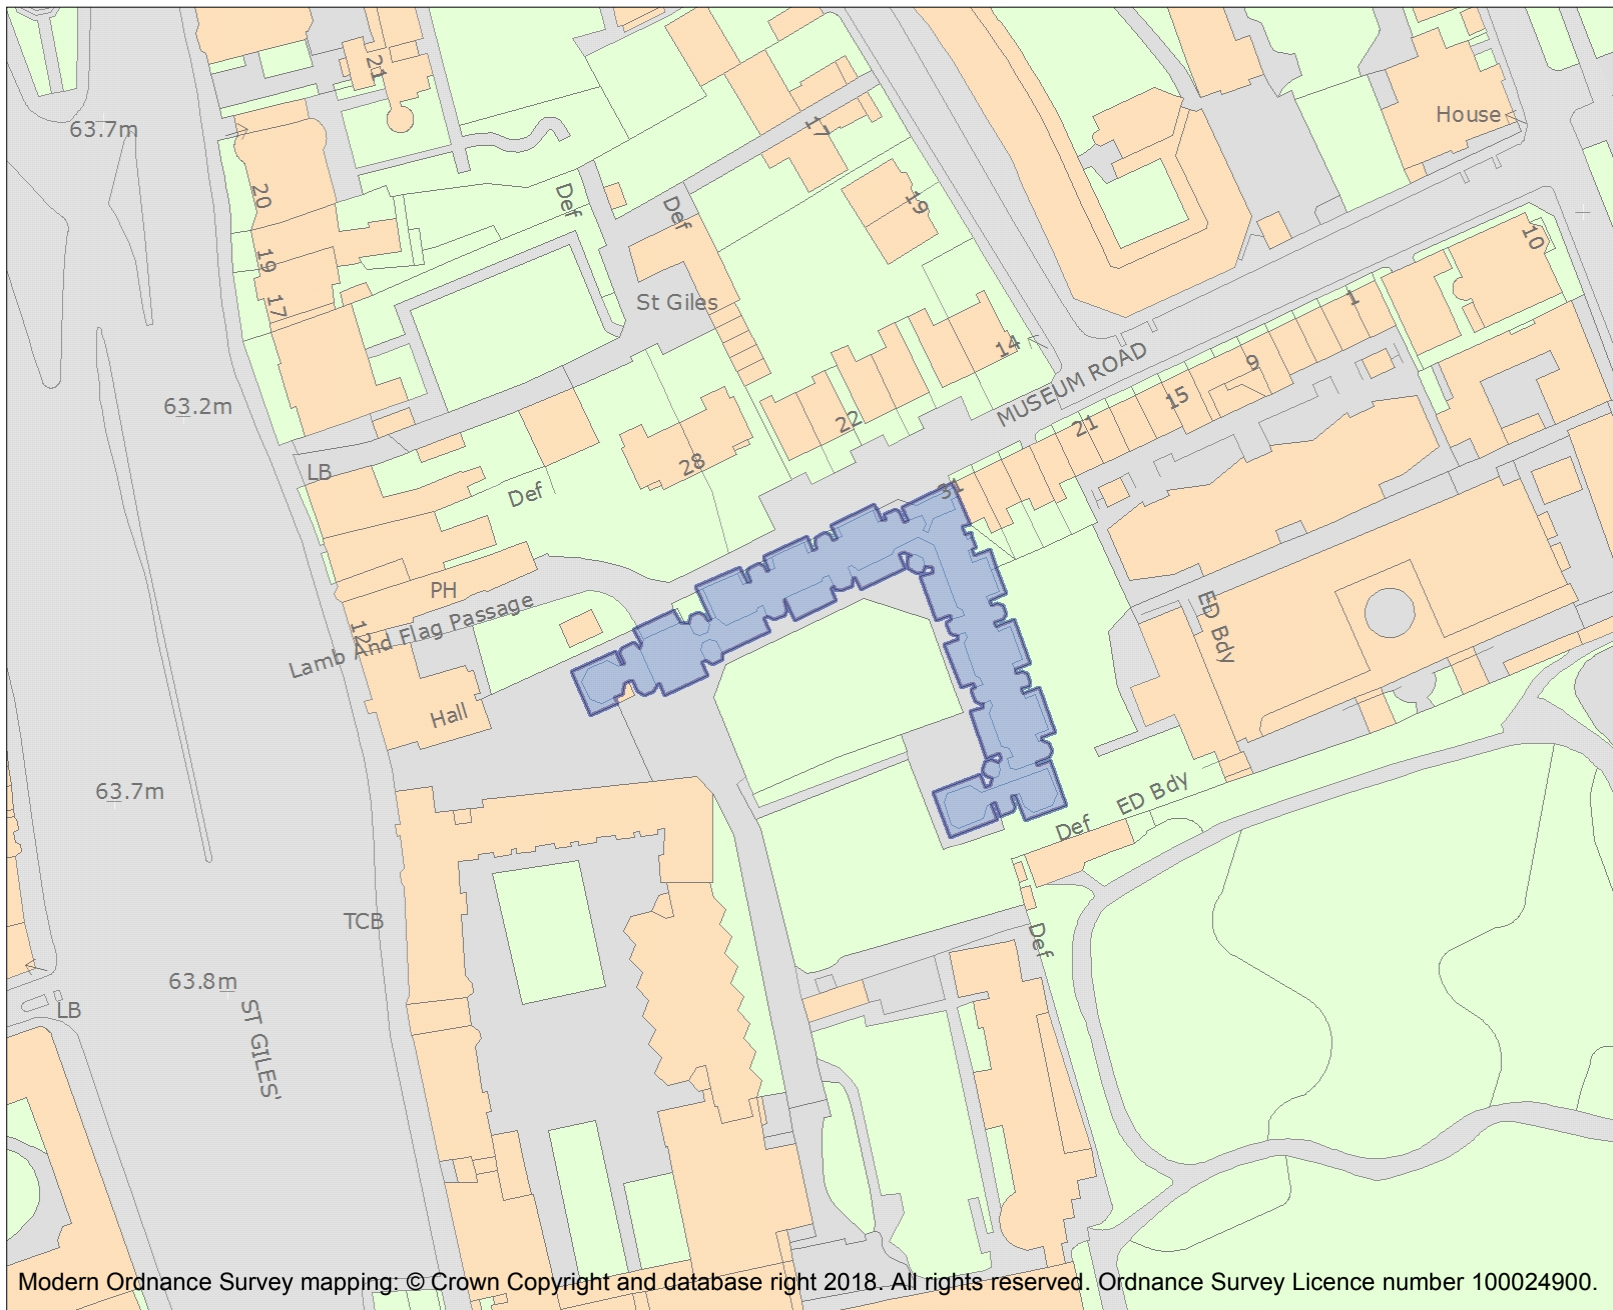 21
63.7m
House
17
20
Def
Def
19
10
19
17
St Giles
1
14
MUSEUM ROAD
9
63.2m
15
22
21
28
LB
Def
31
PH
Lamb And Flag Passage
12
ED Bdy
Hall
63.7m
ED Bdy
Def
TCB
Def
63.8m
LB
ST GILES'
Modern Ordnance Survey mapping: © Crown Copyright and database right 2018. All rights reserved. Ordnance Survey Licence number 100024900.